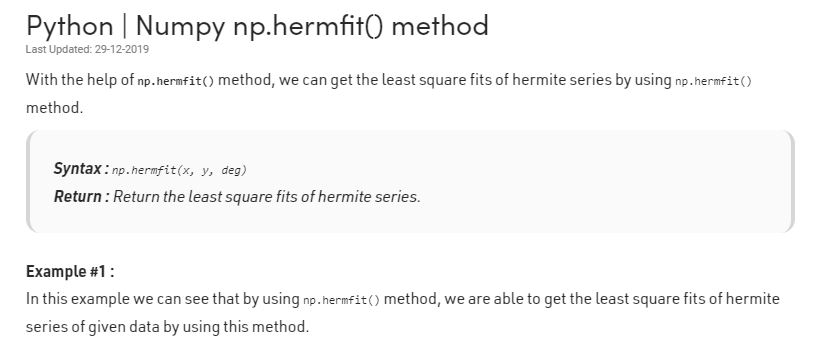 Python | Numpy np.hermfit() method
Last Updated: 29-12-2019
With the help of np.hermfit() method, we can get the least square fits of hermite series by using np.hermfit()
method.
Syntax : np.hermfit(x, y, deg)
Return : Return the least square fits of hermite series.
Example #1 :
In this example we can see that by using np.hermfit() method, we are able to get the least square fits of hermite
series of given data by using this method.